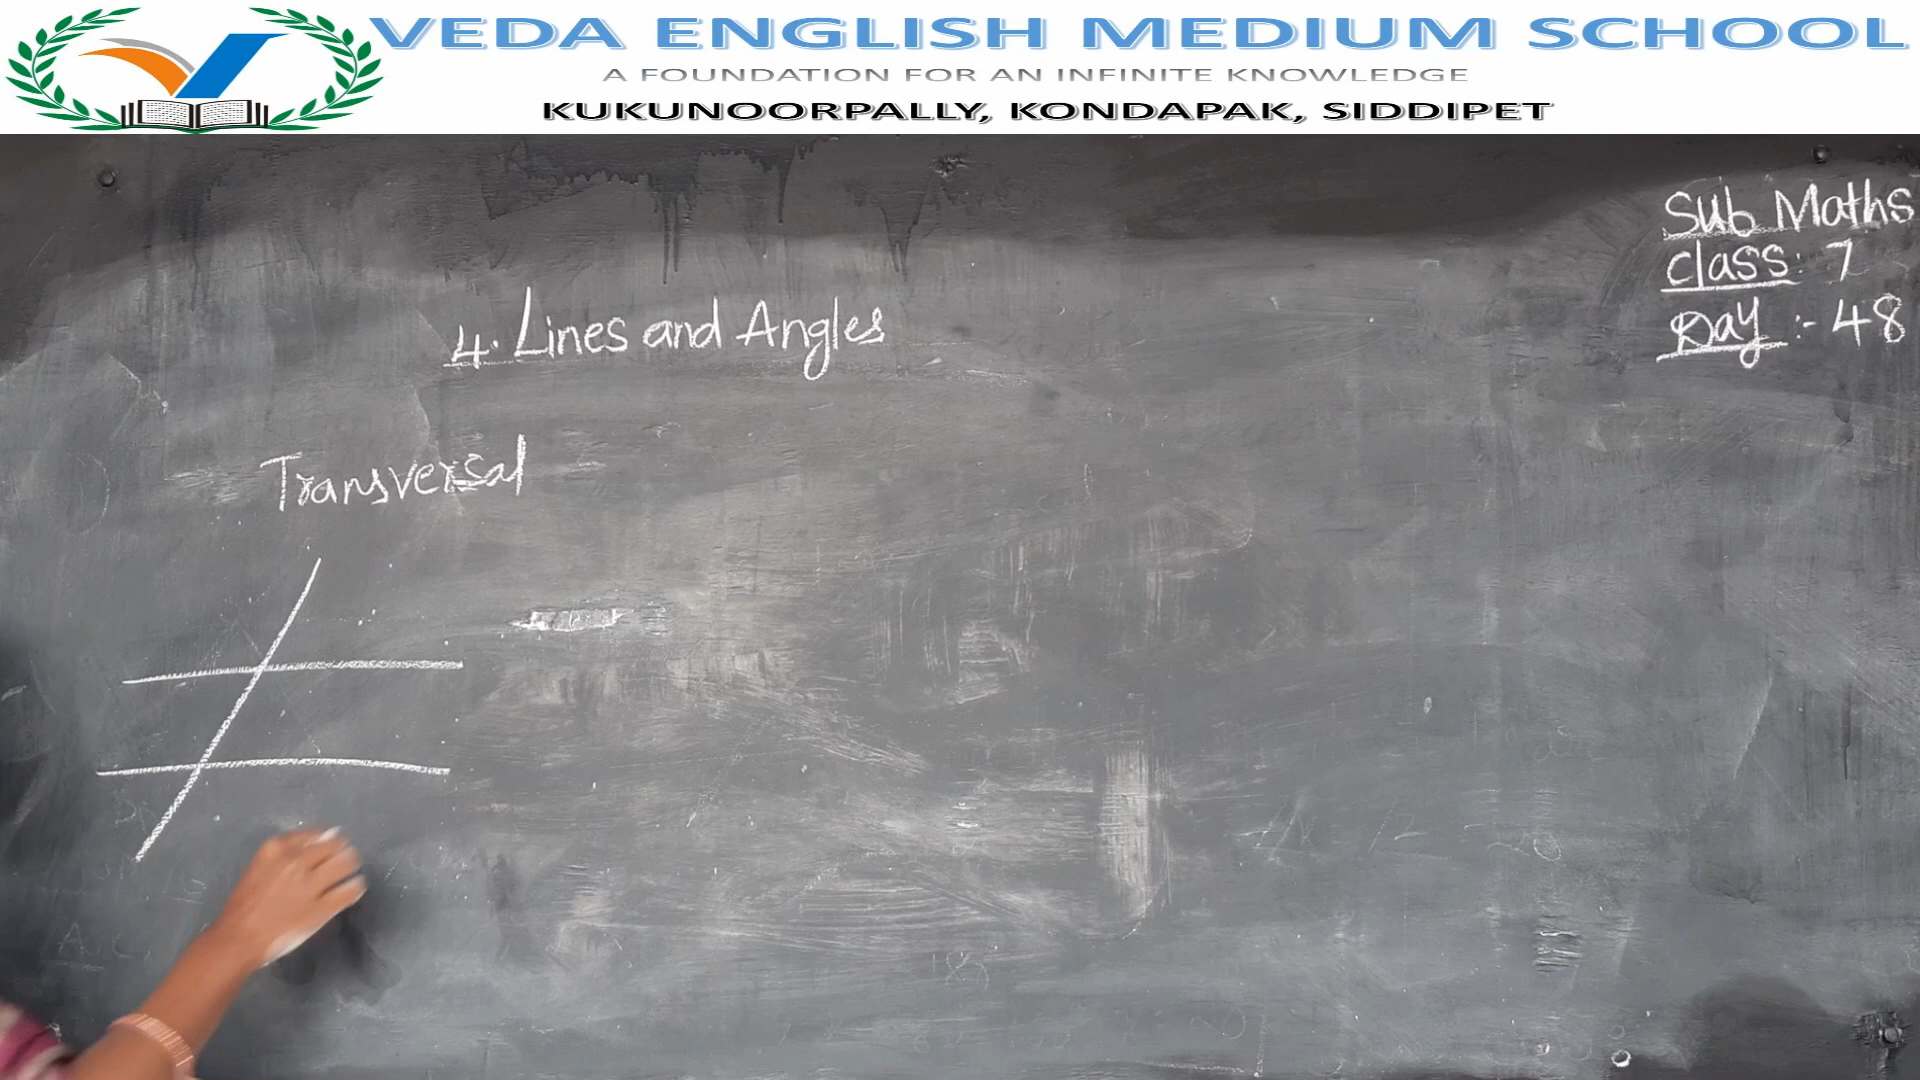 VEDA ENGLISH MEDIUM SCHOOL
A FOUNDATION FOR AN INFINITE KNOWLEDGE
KUKUNOORPALLY, KONDAPAK, SIDDIPET
Sub Maths
class: 7
Day :- 48
4. Lines and Angles
Transversal